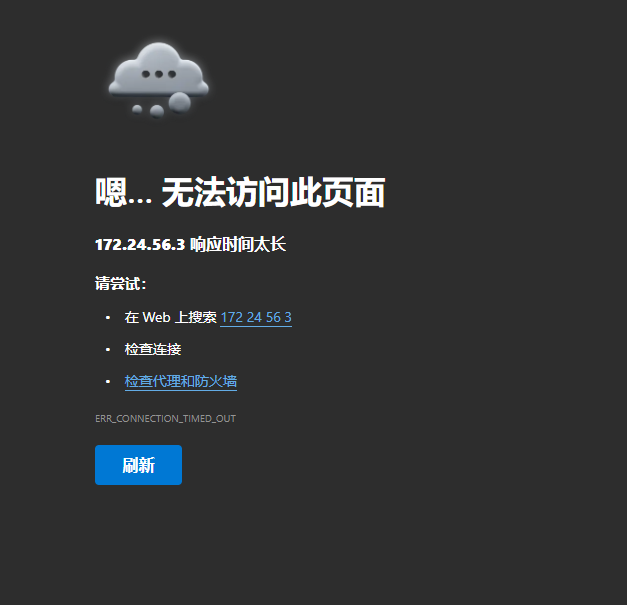 嗯… 无法访问此页面
172.24.56.3 响应时间太长
请尝试：
• 在 Web 上搜索 172 24 56 3
• 检查连接
• 检查代理和防火墙
ERR_CONNECTION_TIMED_OUT
刷新